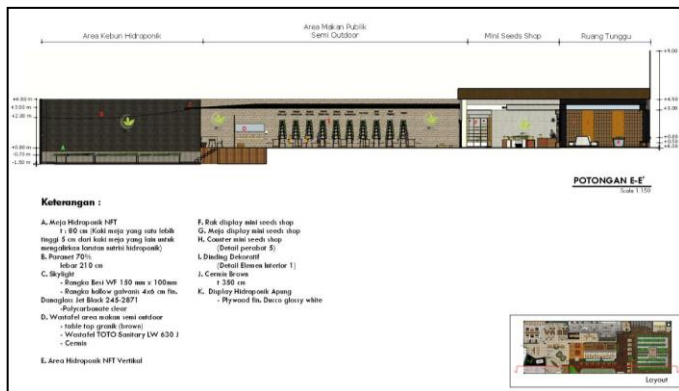 Area Kebun Hidroponik
Area Makan Publik
Semi Outdoor
Mini Seeds Shop
Ruang Tunggu
POTONGAN E-E'
Scale 1:150
Keterangan :
A. Meja Hidroponik NFT
t : 80 cm (Kaki meja yang satu lebih
tinggi 5 cm dari kaki meja yang lain untuk
mengalirkan larutan nutrisi hidroponik)
B. Paranet 70%
lebar 210 cm
C. Skylight
- Rangka Besi WF 150 mm x 100mm
- Rangka hollow galvanis 4x6 cm fin.
Danagloss Jet Black 245-2871
-Polycarbonate clear
D. Wastafel area makan semi outdoor
- table top granik (brown)
- Wastafel TOTO Sanitary LW 630 J
- Cermin
E. Area Hidroponik NFT Vertikal
F. Rak display mini seeds shop
G. Meja display mini seeds shop
H. Counter mini seeds shop
(Detail perabot 5)
I. Dinding Dekoratif
(Detail Elemen Interior 1)
J. Cermin Brown
t 350 cm
K. Display Hidroponik Apung
- Plywood fin. Duco glossy white
Layout